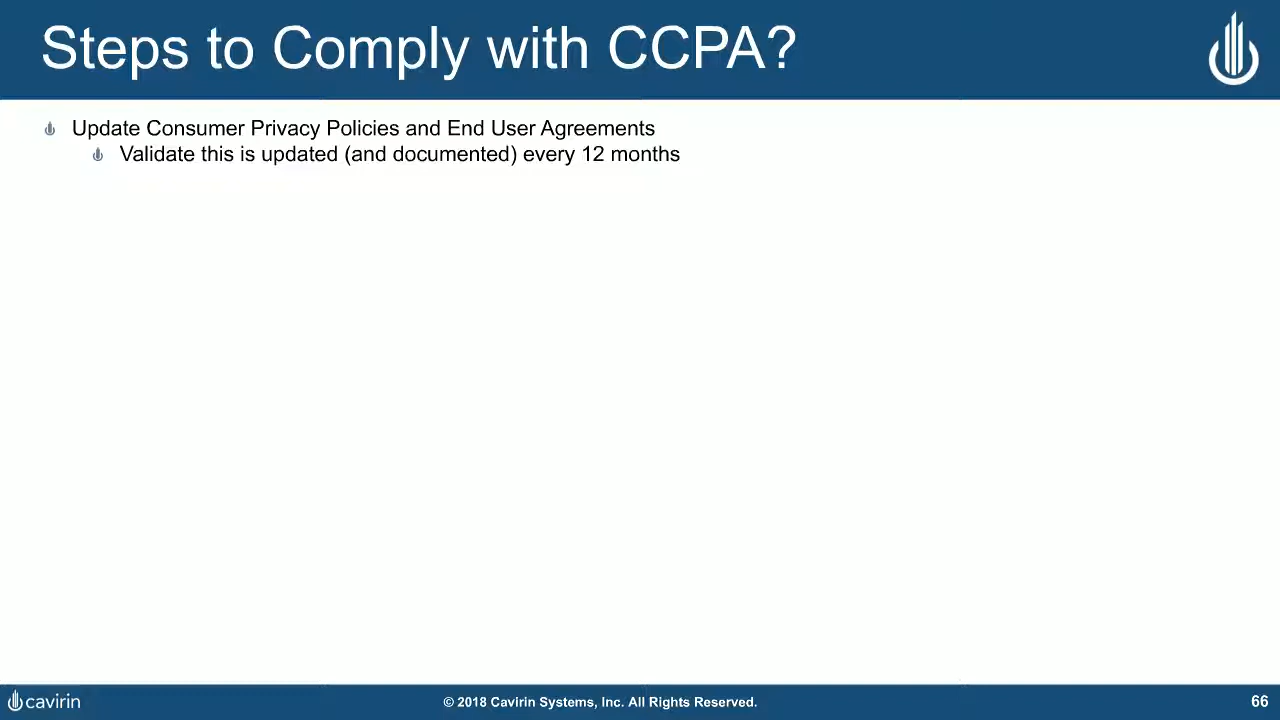 Steps to Comply with CCPA?
Update Consumer Privacy Policies and End User Agreements
Validate this is updated (and documented) every 12 months
cavirin
© 2018 Cavirin Systems, Inc. All Rights Reserved.
66